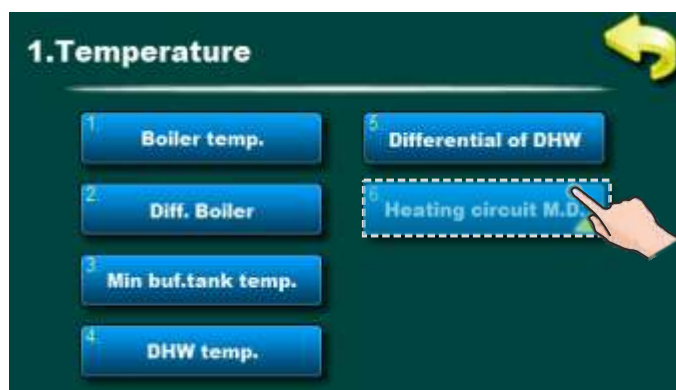 1.Temperature
1. Boiler temp.
2. Diff. Boiler
3. Min buf.tank temp.
4. DHW temp.
5 Differential of DHW
6 Heating circuit M.D.